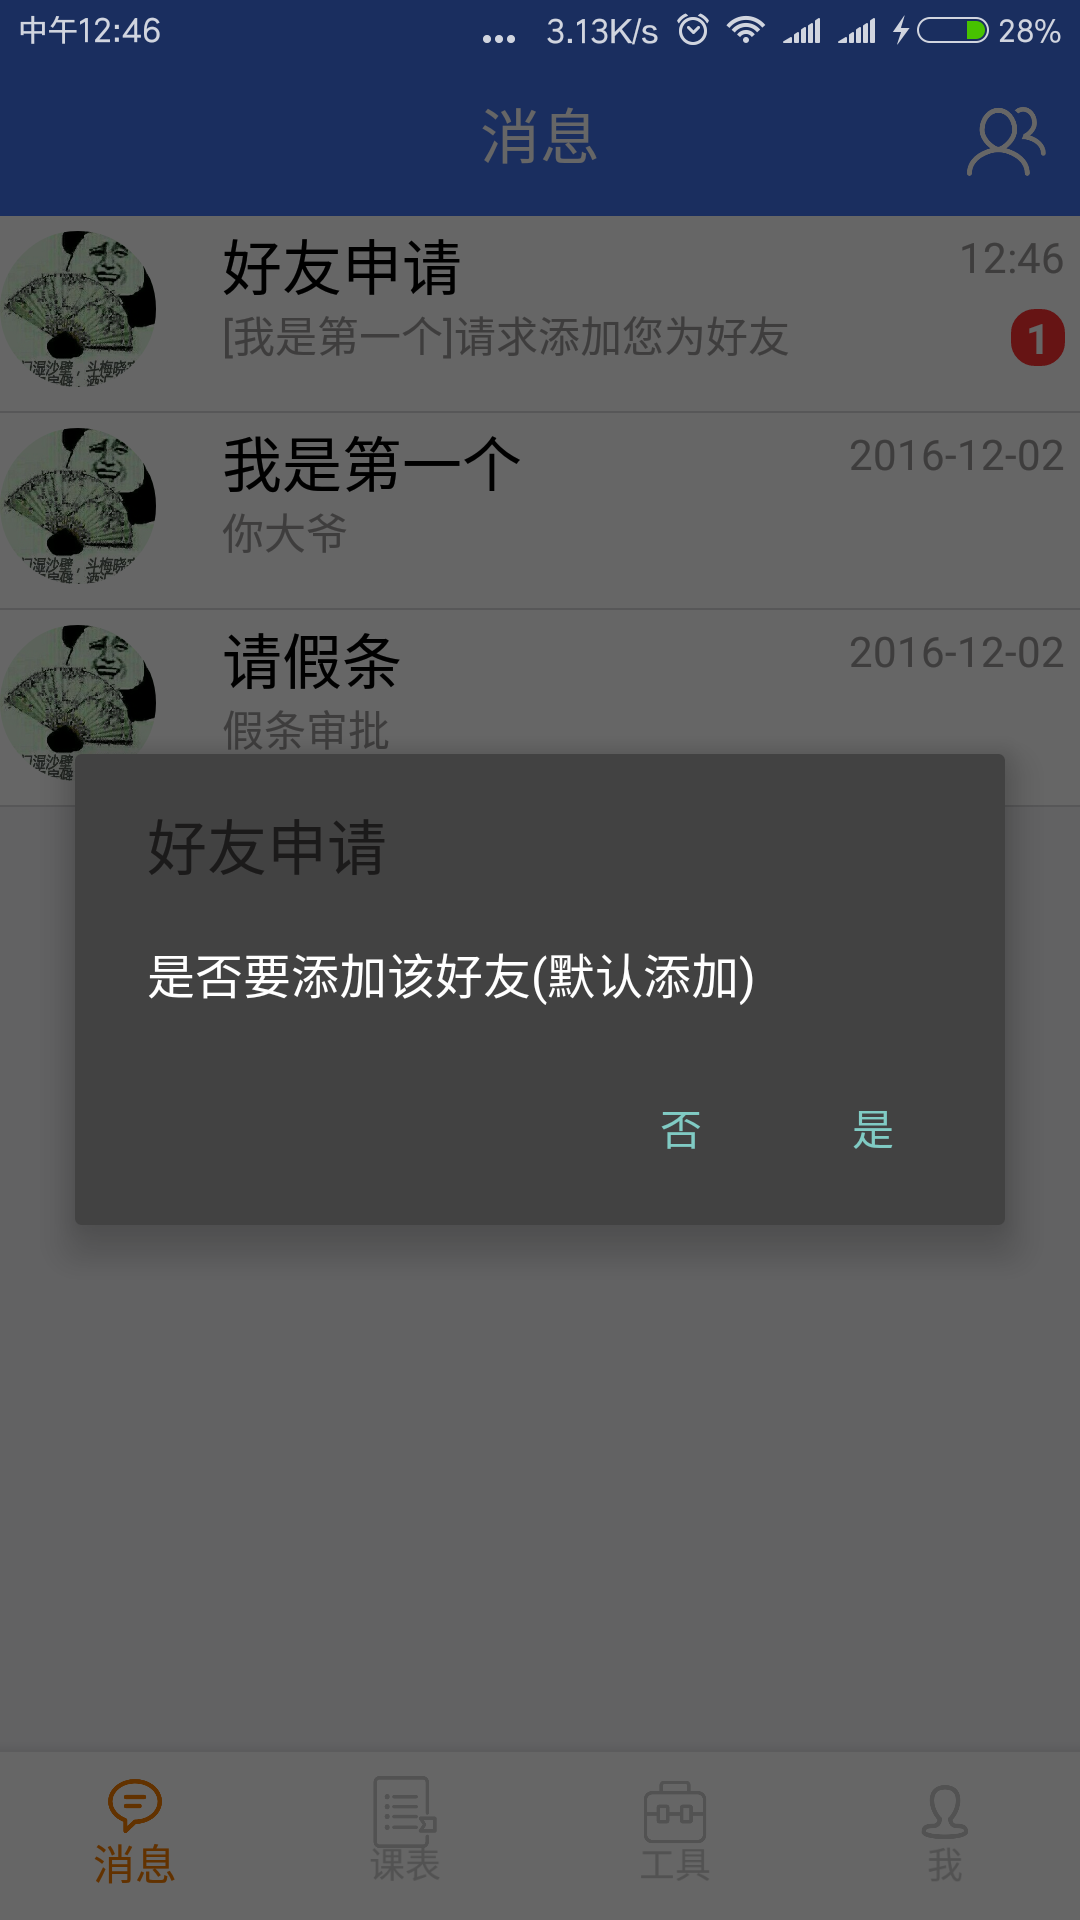 中午12:46
... 3.13K/s 28%
消息
好友申请
12:46
[我是第一个]请求添加您为好友
1
我是第一个
2016-12-02
你大爷
请假条
2016-12-02
假条审批
好友申请
是否要添加该好友(默认添加)
否 是
消息 课表 工具 我